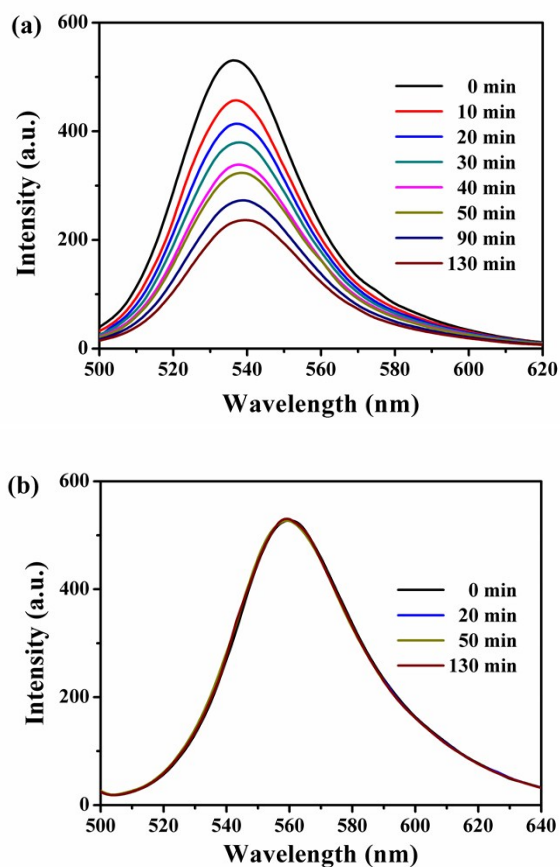 (a)
600
400
200
0
Intensity (a.u.)
0 min
10 min
20 min
30 min
40 min
50 min
90 min
130 min
500 520 540 560 580 600 620
Wavelength (nm)
(b)
600
400
200
0
Intensity (a.u.)
0 min
20 min
50 min
130 min
500 520 540 560 580 600 620 640
Wavelength (nm)